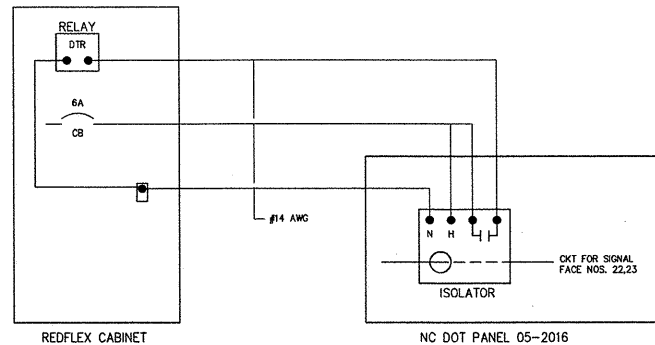 RELAY
DTR
6A
CB
#14 AWG
N H
CKT FOR SIGNAL
FACE NOS. 22,23
ISOLATOR
REDFLEX CABINET
NC DOT PANEL 05-2016